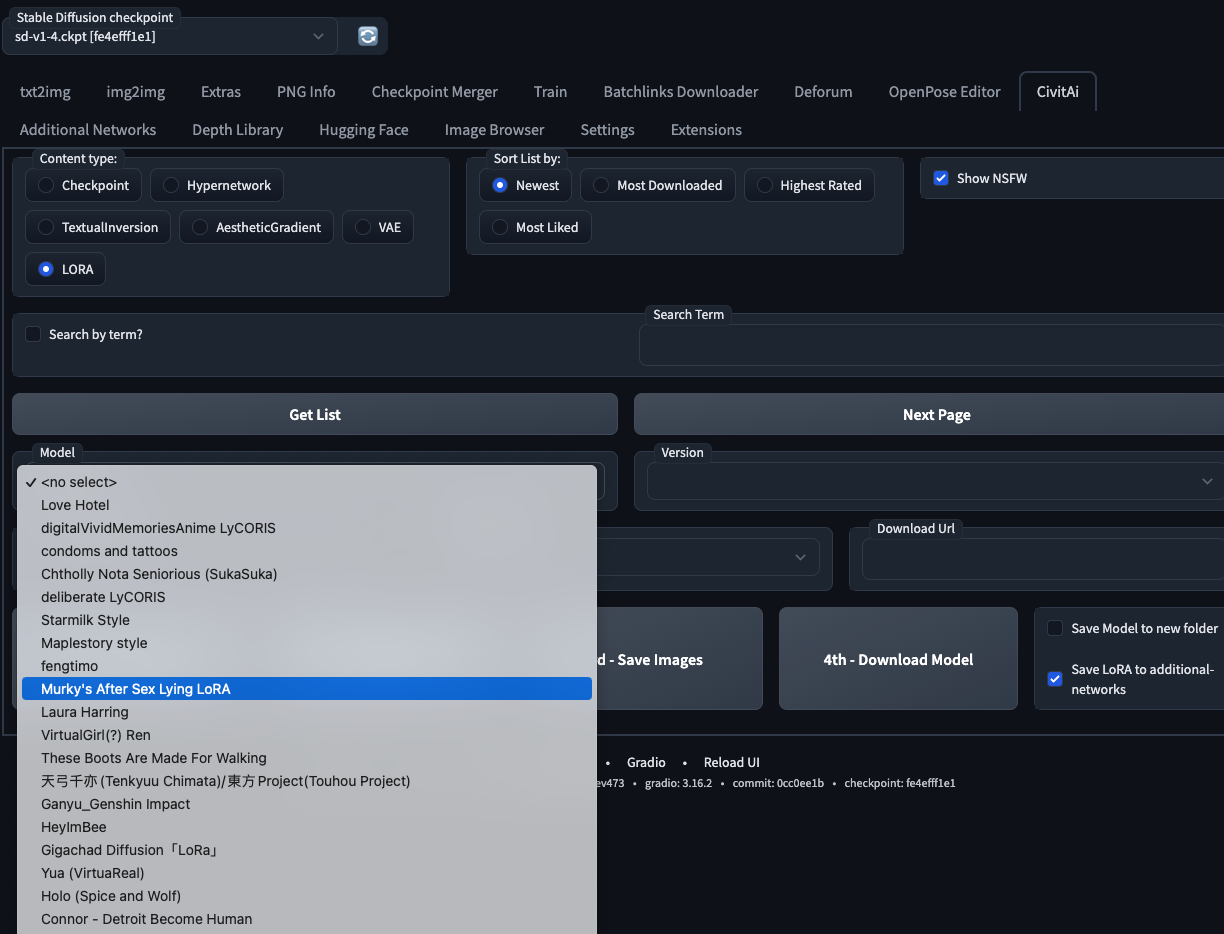 Stable Diffusion checkpoint
sd-v1-4.ckpt [fe4efff1e1]
txt2img img2img Extras PNG Info Checkpoint Merger Train Batchlinks Downloader Deforum OpenPose Editor CivitAi
Additional Networks Depth Library Hugging Face Image Browser Settings Extensions
Content type:
Checkpoint Hypernetwork
TextualInversion AestheticGradient VAE
LORA
Sort List by:
Newest Most Downloaded Highest Rated
Most Liked
Show NSFW
Search by term?
Search Term
Get List
Next Page
Model
Version
<no select>
Love Hotel
digitalVividMemoriesAnime LyCORIS
condoms and tattoos
Chtholly Nota Seniorious (SukaSuka)
deliberate LyCORIS
Starmilk Style
Maplestory style
fengtimo
Murky's After Sex Lying LoRA
Laura Harring
VirtualGirl(?) Ren
These Boots Are Made For Walking
天弓千亦 (Tenkyuu Chimata)/東方Project(Touhou Project)
Ganyu_Genshin Impact
HeyImBee
Gigachad Diffusion「LoRa」
Yua (VirtuaReal)
Holo (Spice and Wolf)
Connor - Detroit Become Human
Download Url
d - Save Images
4th - Download Model
Save Model to new folder
Save LoRA to additional-
networks
• Gradio • Reload UI
ev473 • gradio: 3.16.2 • commit: 0cc0ee1b • checkpoint: fe4efff1e1